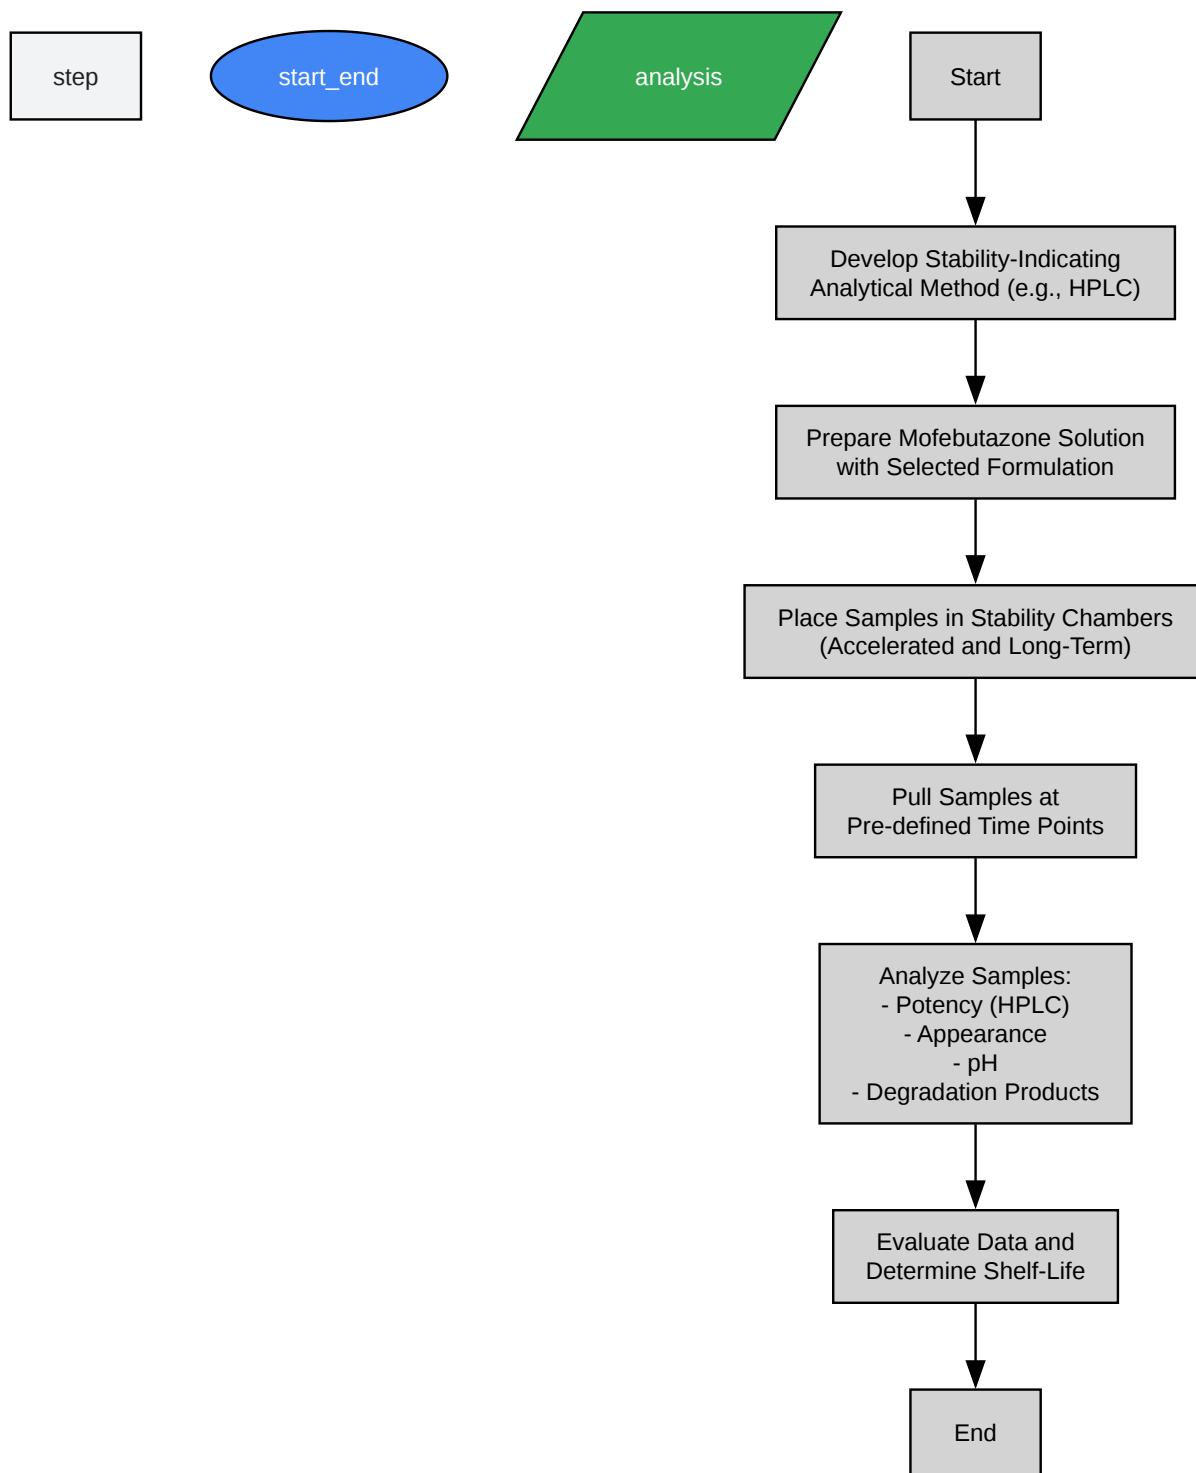 step
start_end
analysis
Start
Develop Stability-Indicating
Analytical Method (e.g., HPLC)
Prepare Mofebutazone Solution
with Selected Formulation
Place Samples in Stability Chambers
(Accelerated and Long-Term)
Pull Samples at
Pre-defined Time Points
Analyze Samples:
- Potency (HPLC)
- Appearance
- pH
- Degradation Products
Evaluate Data and
Determine Shelf-Life
End